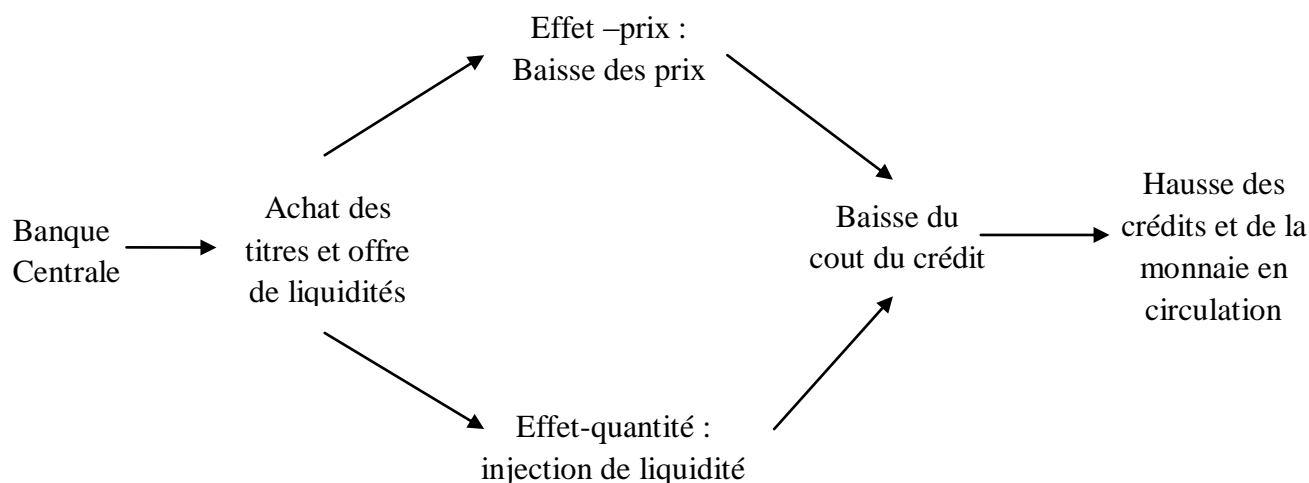 Effet –prix :
Baisse des prix
Banque
Centrale
Achat des
titres et offre
de liquidités
Baisse du
cout du crédit
Hausse des
crédits et de la
monnaie en
circulation
Effet-quantité :
injection de liquidité